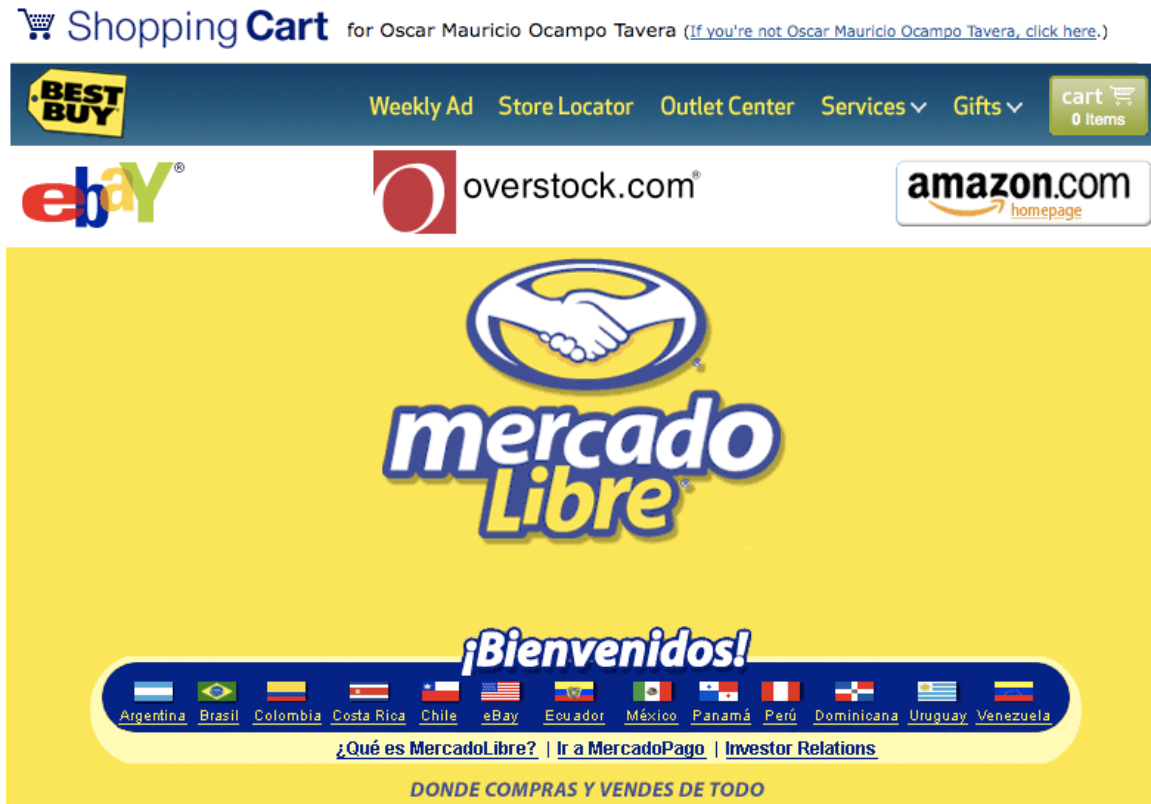 Shopping Cart for Oscar Mauricio Ocampo Tavera (If you're not Oscar Mauricio Ocampo Tavera, click here.)
BEST BUY Weekly Ad Store Locator Outlet Center Services Gifts cart 0 Items
ebaY® overstock.com® amazon.com homepage
mercado
Libre®
¡Bienvenidos!
Argentina Brasil Colombia Costa Rica Chile eBay Ecuador México Panamá Perú Dominicana Uruguay Venezuela
¿Qué es MercadoLibre? | Ir a MercadoPago | Investor Relations
DONDE COMPRAS Y VENDES DE TODO